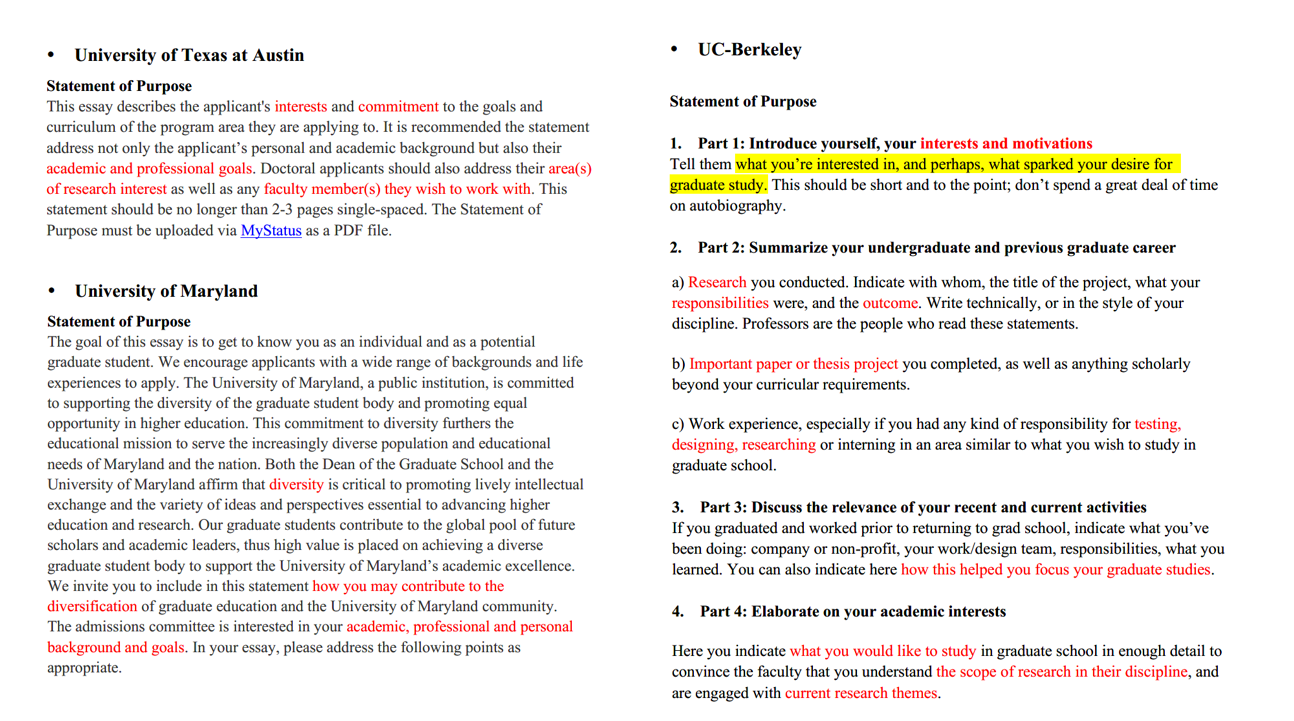 • University of Texas at Austin
Statement of Purpose
This essay describes the applicant's interests and commitment to the goals and
curriculum of the program area they are applying to. It is recommended the statement
address not only the applicant’s personal and academic background but also their
academic and professional goals. Doctoral applicants should also address their area(s)
of research interest as well as any faculty member(s) they wish to work with. This
statement should be no longer than 2-3 pages single-spaced. The Statement of
Purpose must be uploaded via MyStatus as a PDF file.
• University of Maryland
Statement of Purpose
The goal of this essay is to get to know you as an individual and as a potential
graduate student. We encourage applicants with a wide range of backgrounds and life
experiences to apply. The University of Maryland, a public institution, is committed
to supporting the diversity of the graduate student body and promoting equal
opportunity in higher education. This commitment to diversity furthers the
educational mission to serve the increasingly diverse population and educational
needs of Maryland and the nation. Both the Dean of the Graduate School and the
University of Maryland affirm that diversity is critical to promoting lively intellectual
exchange and the variety of ideas and perspectives essential to advancing higher
education and research. Our graduate students contribute to the global pool of future
scholars and academic leaders, thus high value is placed on achieving a diverse
graduate student body to support the University of Maryland’s academic excellence.
We invite you to include in this statement how you may contribute to the
diversification of graduate education and the University of Maryland community.
The admissions committee is interested in your academic, professional and personal
background and goals. In your essay, please address the following points as
appropriate.
• UC-Berkeley
Statement of Purpose
1. Part 1: Introduce yourself, your interests and motivations
Tell them what you’re interested in, and perhaps, what sparked your desire for
graduate study. This should be short and to the point; don’t spend a great deal of time
on autobiography.
2. Part 2: Summarize your undergraduate and previous graduate career
a) Research you conducted. Indicate with whom, the title of the project, what your
responsibilities were, and the outcome. Write technically, or in the style of your
discipline. Professors are the people who read these statements.
b) Important paper or thesis project you completed, as well as anything scholarly
beyond your curricular requirements.
c) Work experience, especially if you had any kind of responsibility for testing,
designing, researching or interning in an area similar to what you wish to study in
graduate school.
3. Part 3: Discuss the relevance of your recent and current activities
If you graduated and worked prior to returning to grad school, indicate what you’ve
been doing: company or non-profit, your work/design team, responsibilities, what you
learned. You can also indicate here how this helped you focus your graduate studies.
4. Part 4: Elaborate on your academic interests
Here you indicate what you would like to study in graduate school in enough detail to
convince the faculty that you understand the scope of research in their discipline, and
are engaged with current research themes.